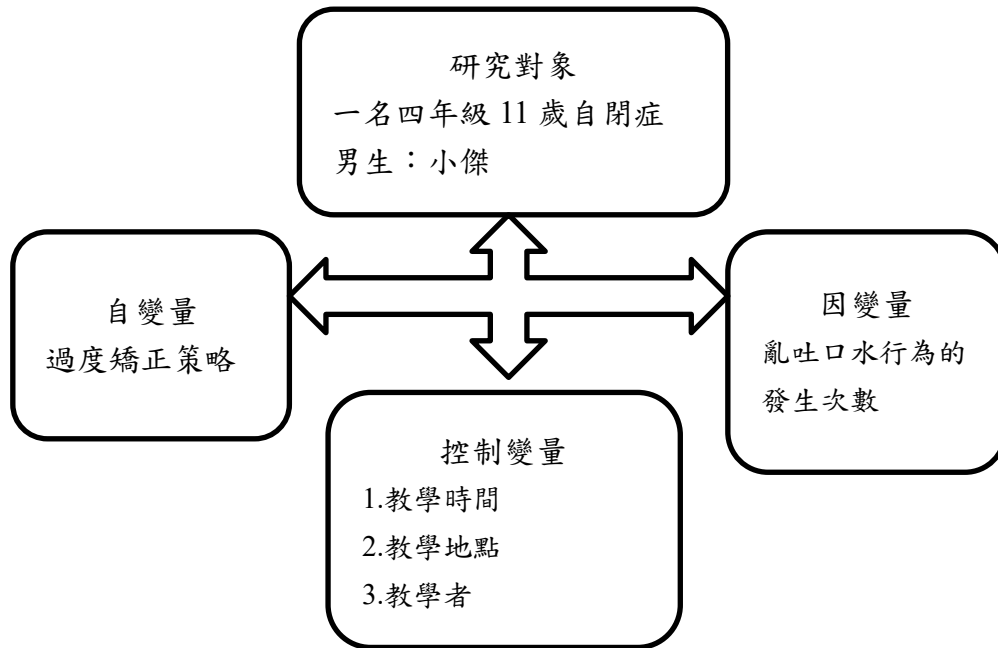 研究對象
一名四年級 11 歲自閉症
男生：小傑
自變量
過度矯正策略
因變量
亂吐口水行為的
發生次數
控制變量
1.教學時間
2.教學地點
3.教學者